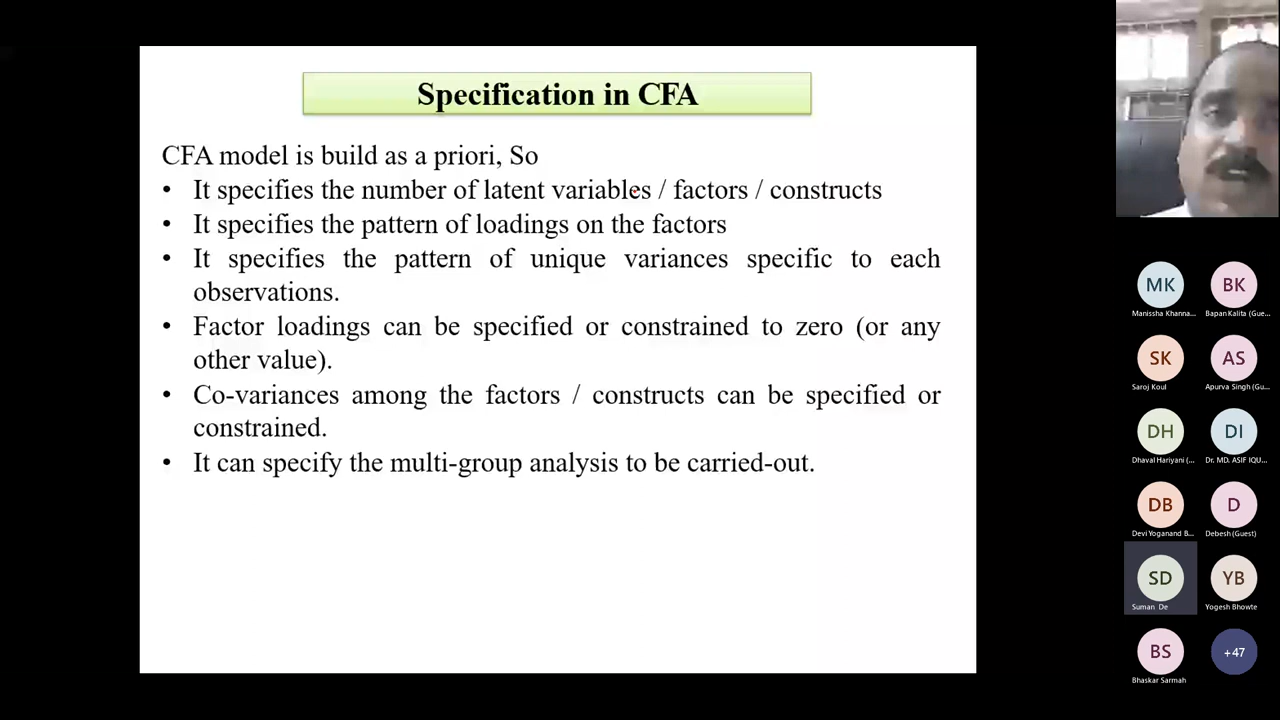 Specification in CFA
CFA model is build as a priori, So
• It specifies the number of latent variables / factors / constructs
• It specifies the pattern of loadings on the factors
• It specifies the pattern of unique variances specific to each
observations.
• Factor loadings can be specified or constrained to zero (or any
other value).
• Co-variances among the factors / constructs can be specified or
constrained.
• It can specify the multi-group analysis to be carried-out.
MK
BK
Manissha Khanna...
Bapan Kalita (Gue...
SK
AS
Saroj Koul
Apurva Singh (Gu...
DH
DI
Dhaval Hariyani (...
Dr. MD. ASIF IQU...
DB
D
Devi Yoganand B...
Debesh (Guest)
SD
YB
Suman De
Yogesh Bhowte
BS
+47
Bhaskar Sarmah